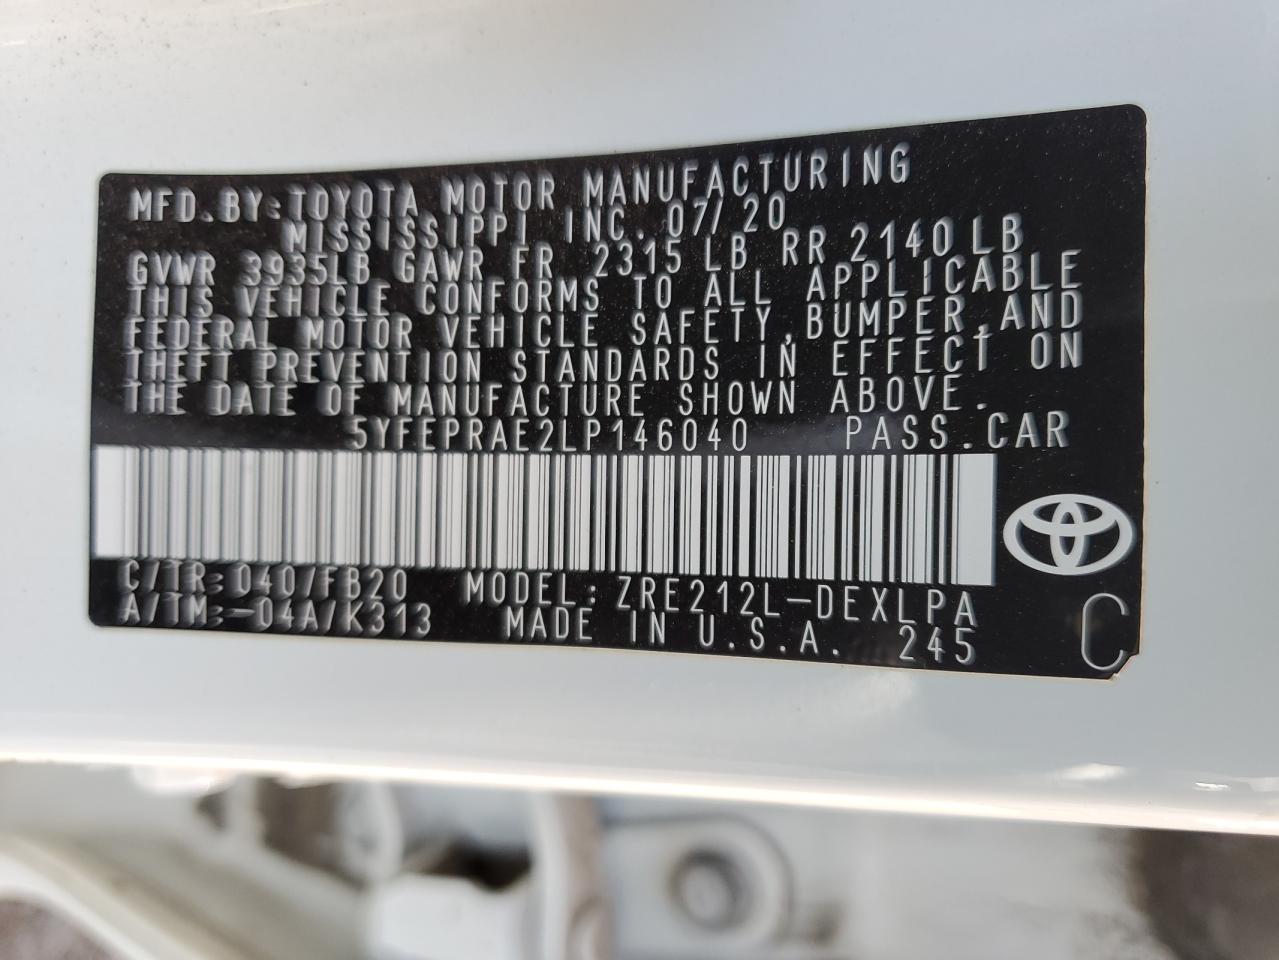 MFD.BY:TOYOTA MOTOR MANUFACTURING
MISSISSIPPI INC. 07/20
GVWR 3935LB GAWR FR 2315 LB RR 2140 LB
THIS VEHICLE CONFORMS TO ALL APPLICABLE
FEDERAL MOTOR VEHICLE SAFETY, BUMPER, AND
THEFT PREVENTION STANDARDS IN EFFECT ON
THE DATE OF MANUFACTURE SHOWN ABOVE.
5YFEPRAE2LP146040 PASS.CAR
C/TR:040/FB20 MODEL: ZRE212L-DEXLPA
A/TM:-04A/K313 MADE IN U.S.A. 245
C